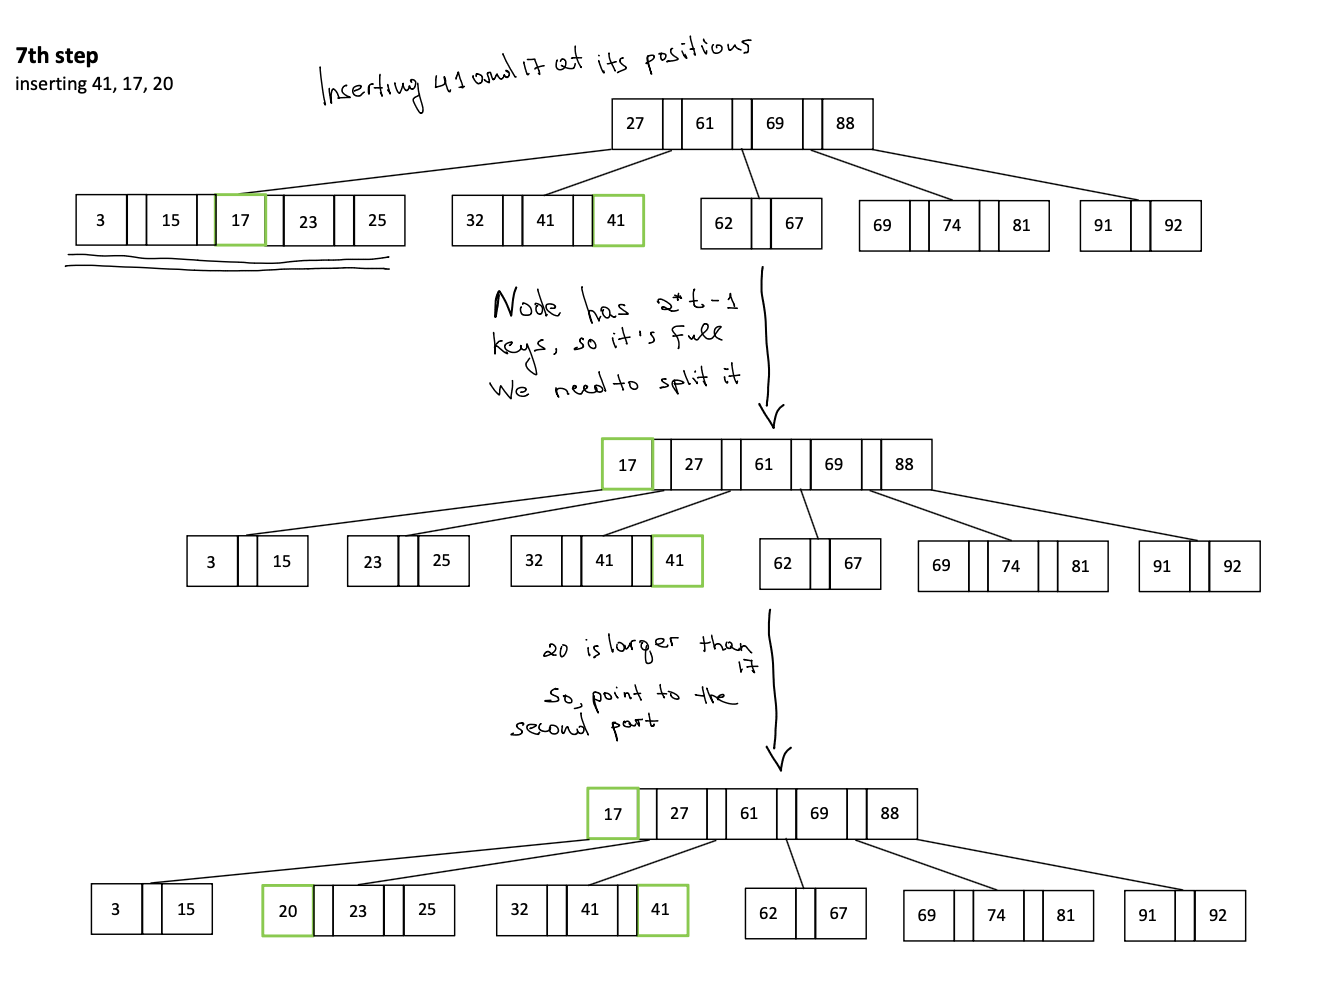 7th step
inserting 41, 17, 20
Inserting 41 and 17 at its positions
27 61 69 88
3 15 17 23 25 32 41 41 62 67 69 74 81 91 92
Node has 2*t-1
keys, so it's full
We need to split it
17 27 61 69 88
3 15 23 25 32 41 41 62 67 69 74 81 91 92
20 is larger than
17
So, point to the
second part
17 27 61 69 88
3 15 20 23 25 32 41 41 62 67 69 74 81 91 92